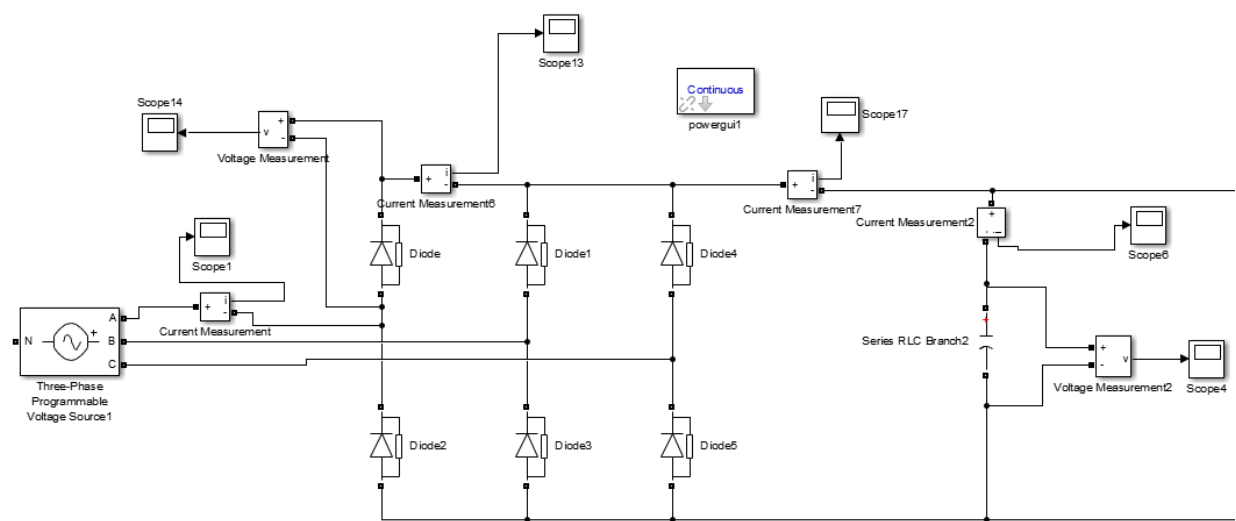 Scope13
Continuous
powergui1
Scope14
v
+
-
Voltage Measurement
Scope17
+
i
-
Current Measurement6
+
i
-
Current Measurement7
Current Measurement2
+
-
i
Scope6
Scope1
Diode
Diode1
Diode4
+
i
-
Current Measurement
N
+
A
B
C
Three-Phase
Programmable
Voltage Source1
+
Series RLC Branch2
+
-
v
Voltage Measurement2
Scope4
Diode2
Diode3
Diode5